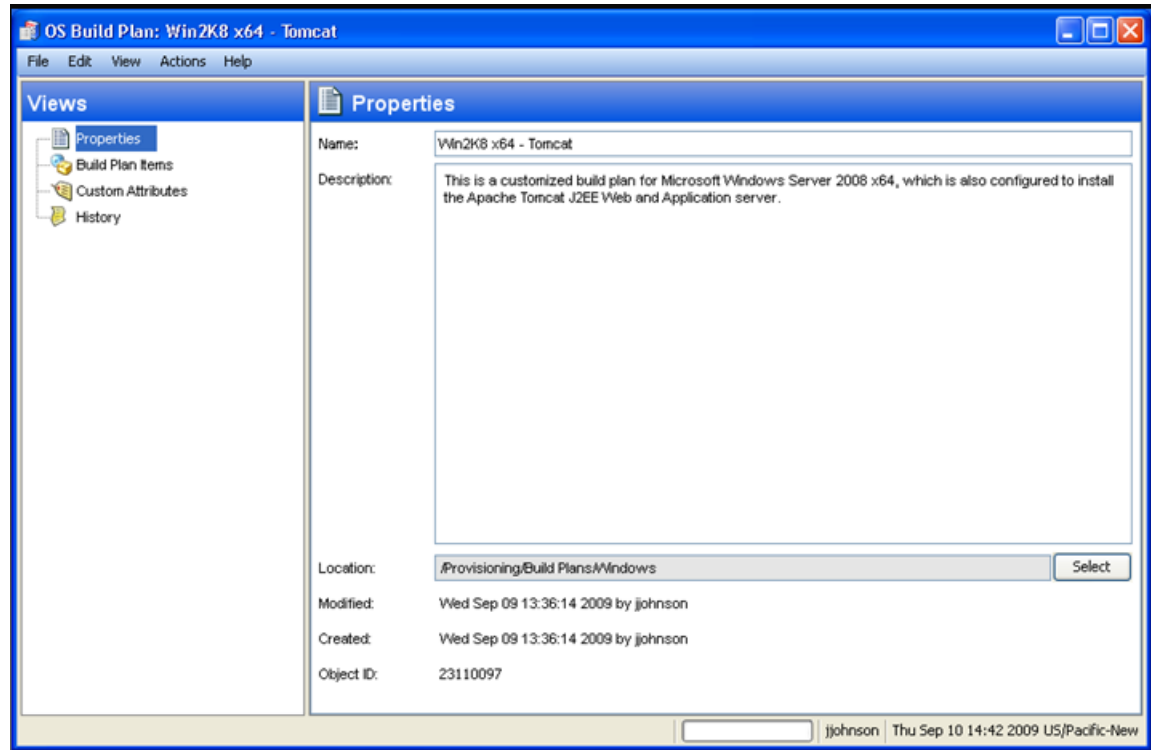 OS Build Plan: Win2K8 x64 - Tomcat
File Edit View Actions Help
Views
Properties
Build Plan Items
Custom Attributes
History
Properties
Name: Win2K8 x64 - Tomcat
Description: This is a customized build plan for Microsoft Windows Server 2008 x64, which is also configured to install
the Apache Tomcat J2EE Web and Application server.
Location: /Provisioning/Build Plans/Windows Select
Modified: Wed Sep 09 13:36:14 2009 by jjohnson
Created: Wed Sep 09 13:36:14 2009 by jjohnson
Object ID: 23110097
jjohnson Thu Sep 10 14:42 2009 US/Pacific-New